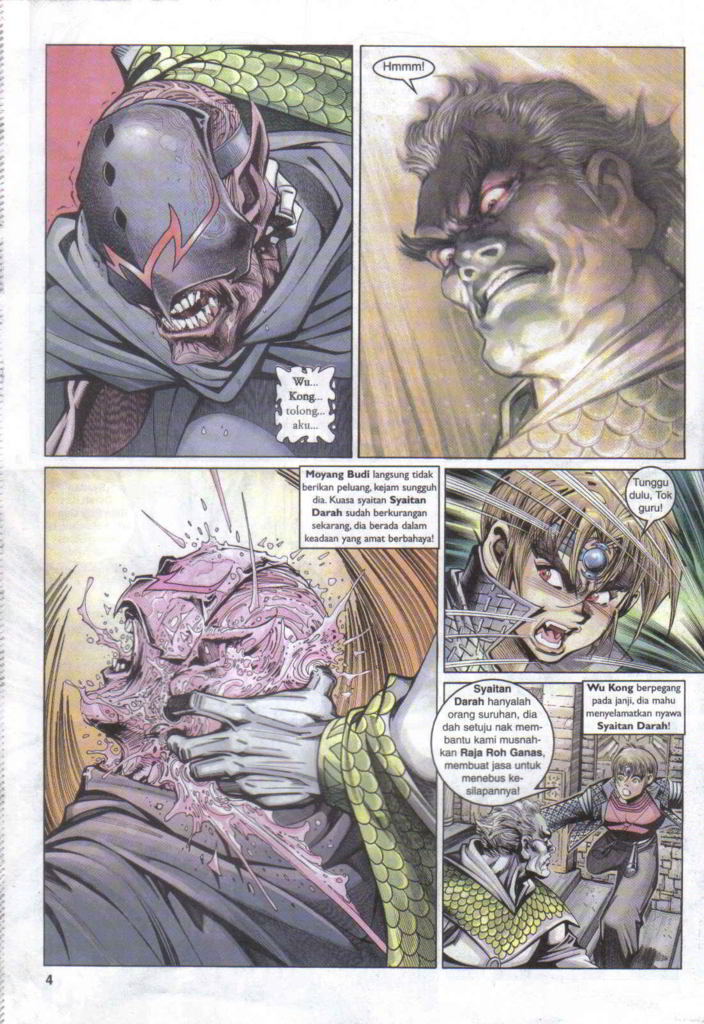 Wu...
Kong...
tolong...
aku...
Hmmm!
Moyang Budi langsung tidak
berikan peluang, kejam sungguh
dia. Kuasa syaitan Syaitan
Darah sudah berkurangan
sekarang, dia berada dalam
keadaan yang amat berbahaya!
Tunggu
dulu, Tok
guru!
Syaitan
Darah hanyalah
orang suruhan, dia
dah setuju nak mem-
bantu kami musnah-
kan Raja Roh Ganas,
membuat jasa untuk
menebus ke-
silapannya!
Wu Kong berpegang
pada janji, dia mahu
menyelamatkan nyawa
Syaitan Darah!
4